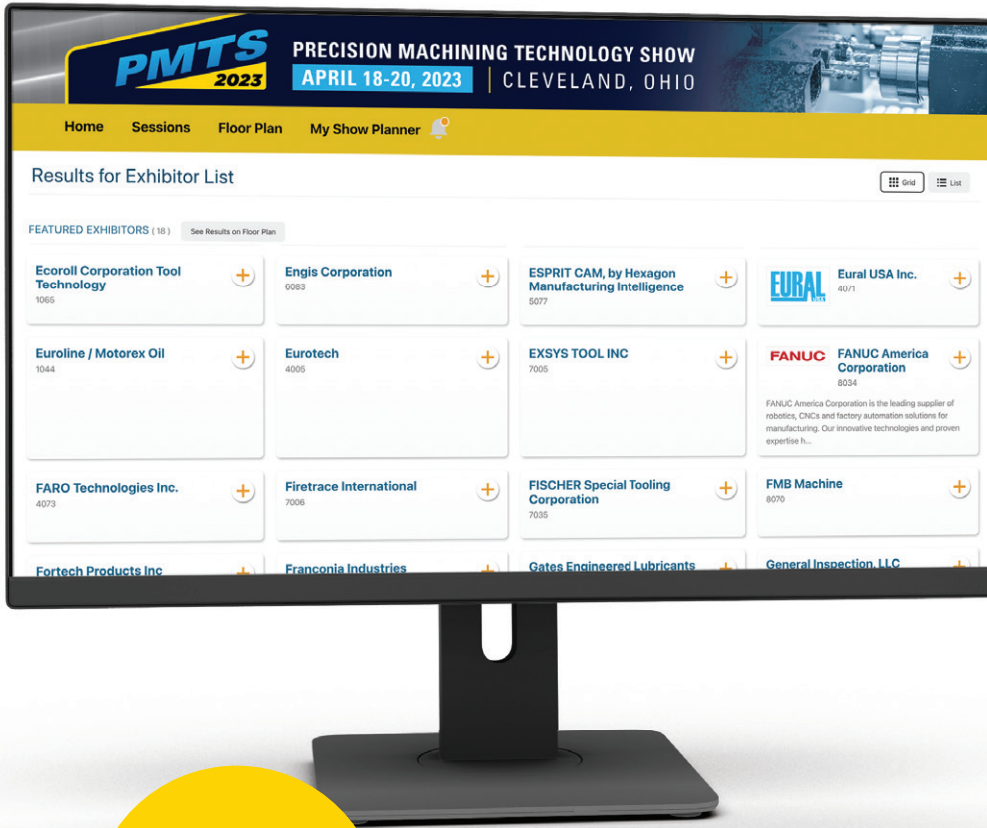 PMTS
2023
PRECISION MACHINING TECHNOLOGY SHOW
APRIL 18-20, 2023 | CLEVELAND, OHIO
Home Sessions Floor Plan My Show Planner
Results for Exhibitor List
Grid List
FEATURED EXHIBITORS (18) See Results on Floor Plan
Ecoroll Corporation Tool
Technology
1065
Engis Corporation
0083
ESPRIT CAM, by Hexagon
Manufacturing Intelligence
5077
EURAL
USA
Eural USA Inc.
4071
Euroline / Motorex Oil
1044
Eurotech
4005
EXSYS TOOL INC
7005
FANUC
FANUC America
Corporation
8034
FANUC America Corporation is the leading supplier of
robotics, CNCs and factory automation solutions for
manufacturing. Our innovative technologies and proven
expertise h...
FARO Technologies Inc.
4073
Firetrace International
7006
FISCHER Special Tooling
Corporation
7035
FMB Machine
8070
Fortech Products Inc
Franconia Industries
Gates Engineered Lubricants
General Inspection, LLC